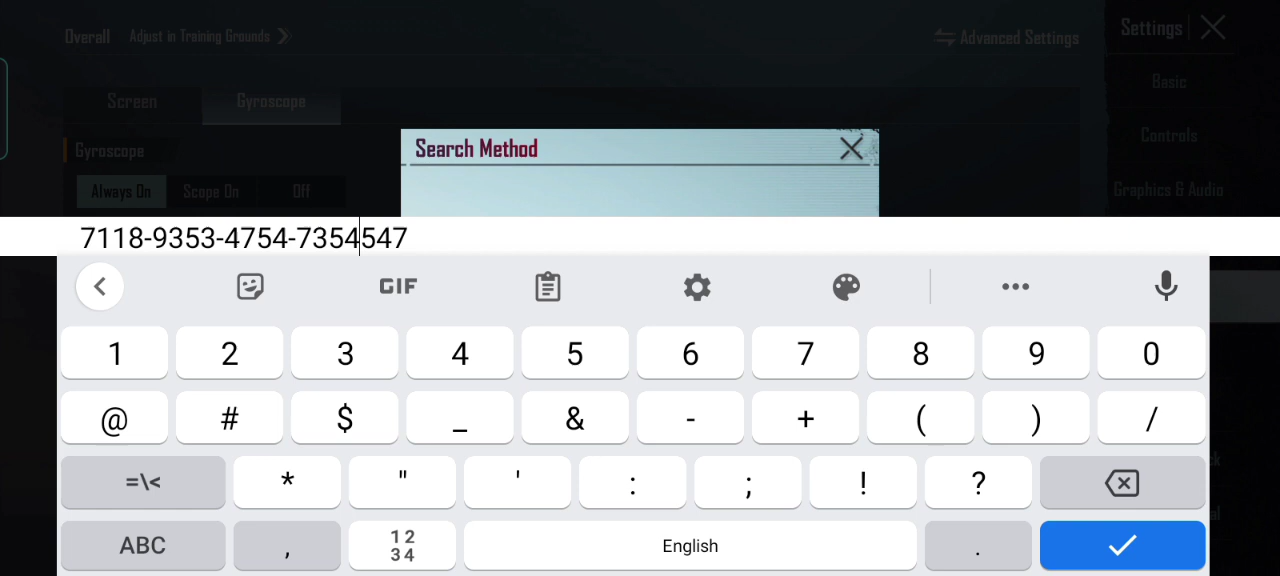 Overall Adjust in Training Grounds
Advanced Settings
Settings
Screen Gyroscope
Basic
Gyroscope
Search Method
Controls
Always On Scope On Off
Graphics & Audio
7118-9353-4754-7354547
GIF
1 2 3 4 5 6 7 8 9 0
@ # $ _ & - + ( ) /
=\< * " ' : ; ! ?
ABC , 12 English .
34